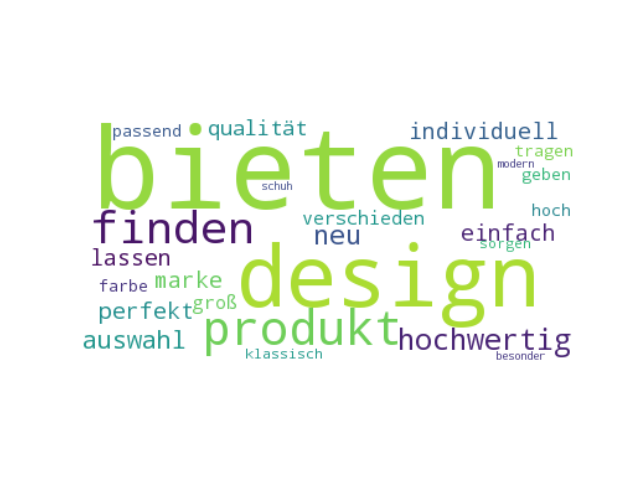 passend
qualität
individuell
bieten
tragen
modern
geben
schuh
hoch
finden
verschieden
neu
einfach
sorgen
lassen
design
farbe
marke
groß
perfekt
produkt
auswahl
hochwertig
klassisch
besonder